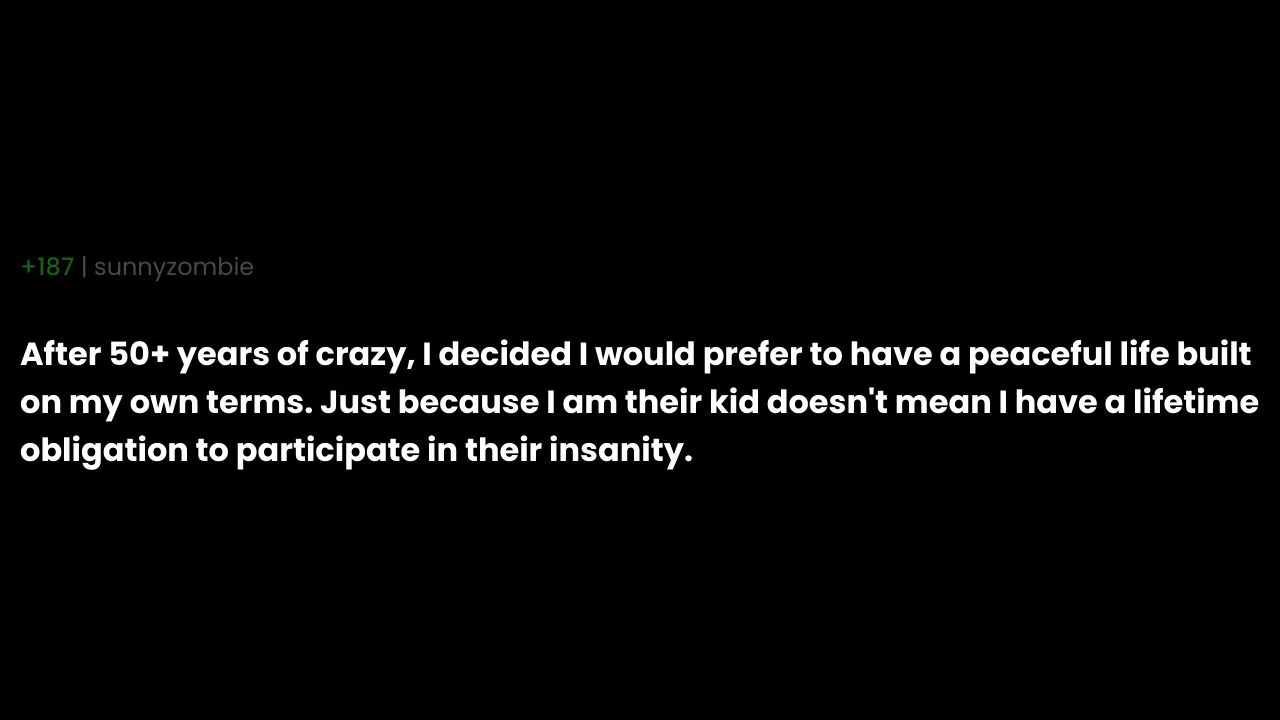 +187 | sunnyzombie
After 50+ years of crazy, I decided I would prefer to have a peaceful life built
on my own terms. Just because I am their kid doesn't mean I have a lifetime
obligation to participate in their insanity.